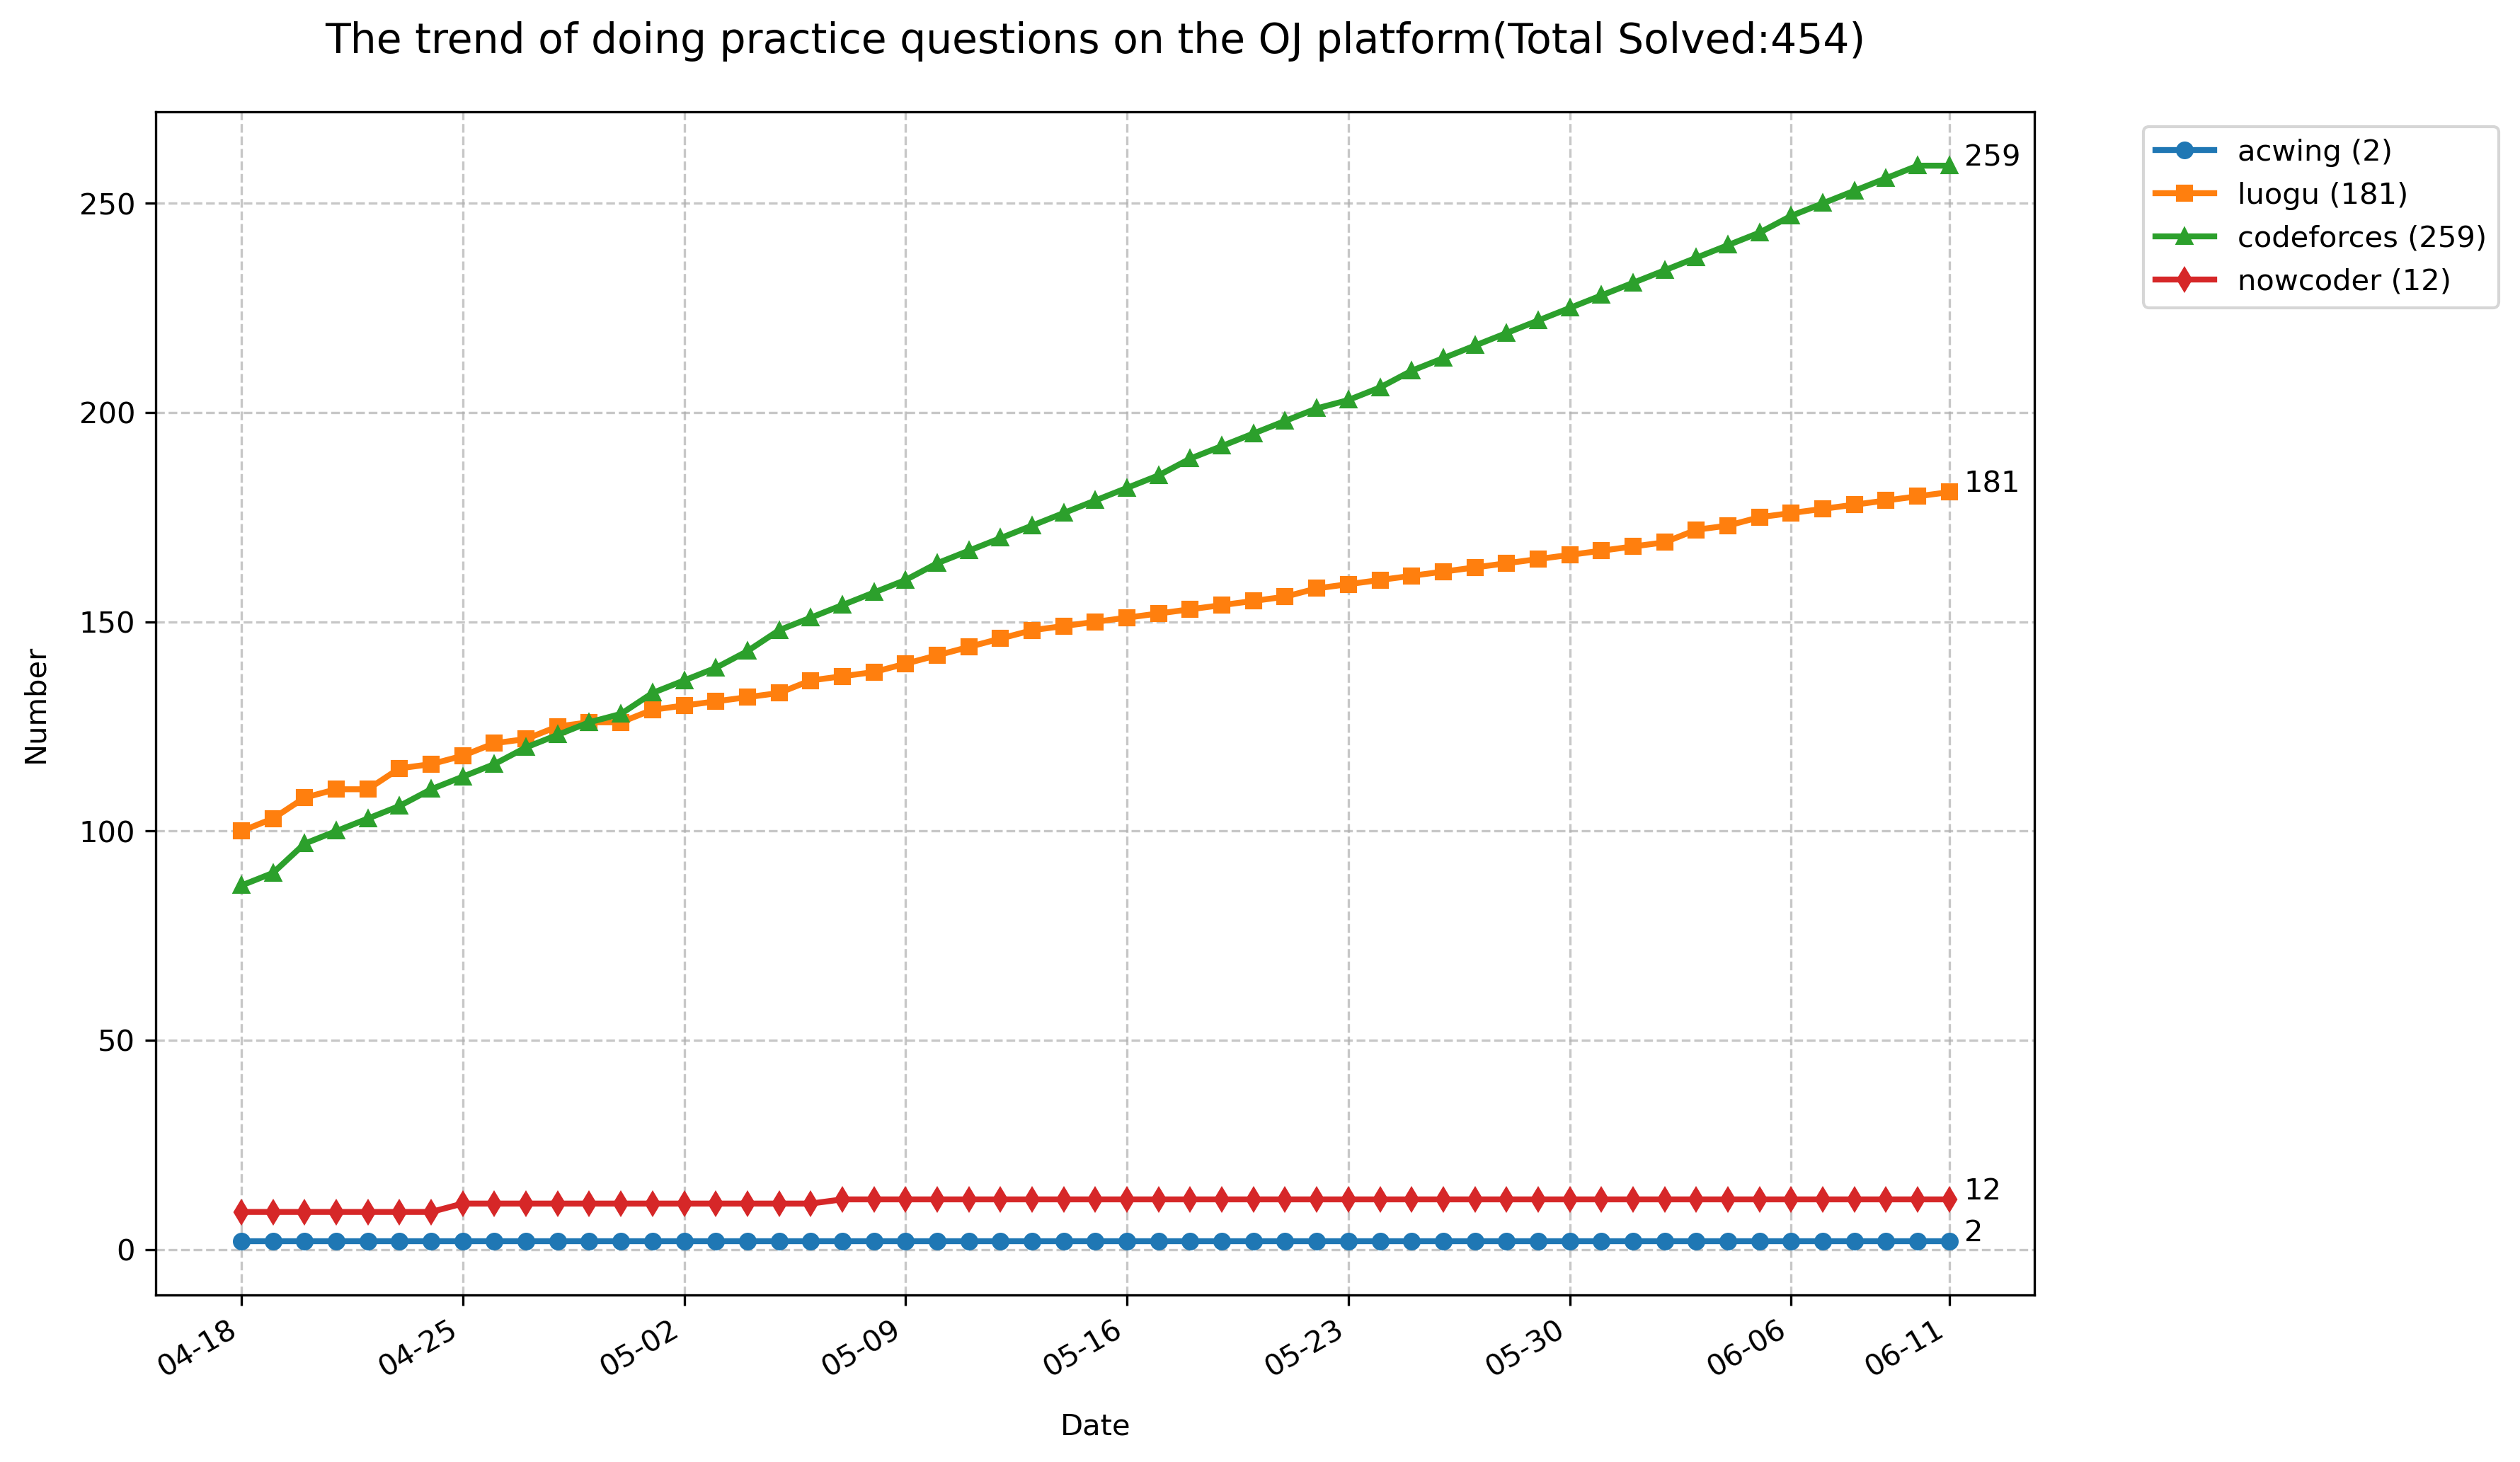 The trend of doing practice questions on the OJ platform(Total Solved:454)
acwing (2)
luogu (181)
codeforces (259)
nowcoder (12)
259
181
12
2
Number
250
200
150
100
50
0
04-18
04-25
05-02
05-09
05-16
05-23
05-30
06-06
06-11
Date